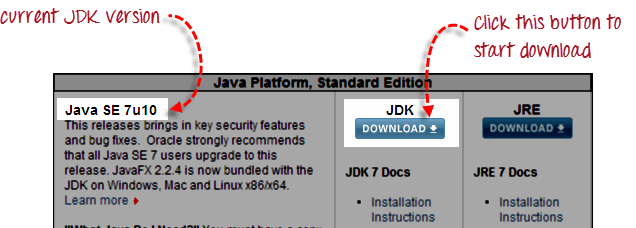 current JDK version
Click this button to
start download
Java Platform, Standard Edition
Java SE 7u10
This releases brings in key security features
and bug fixes. Oracle strongly recommends
that all Java SE 7 users upgrade to this
release. JavaFX 2.2.4 is now bundled with the
JDK on Windows, Mac and Linux x86/x64.
Learn more
JDK
DOWNLOAD
JDK 7 Docs
• Installation
Instructions
JRE
DOWNLOAD
JRE 7 Docs
• Installation
Instructions